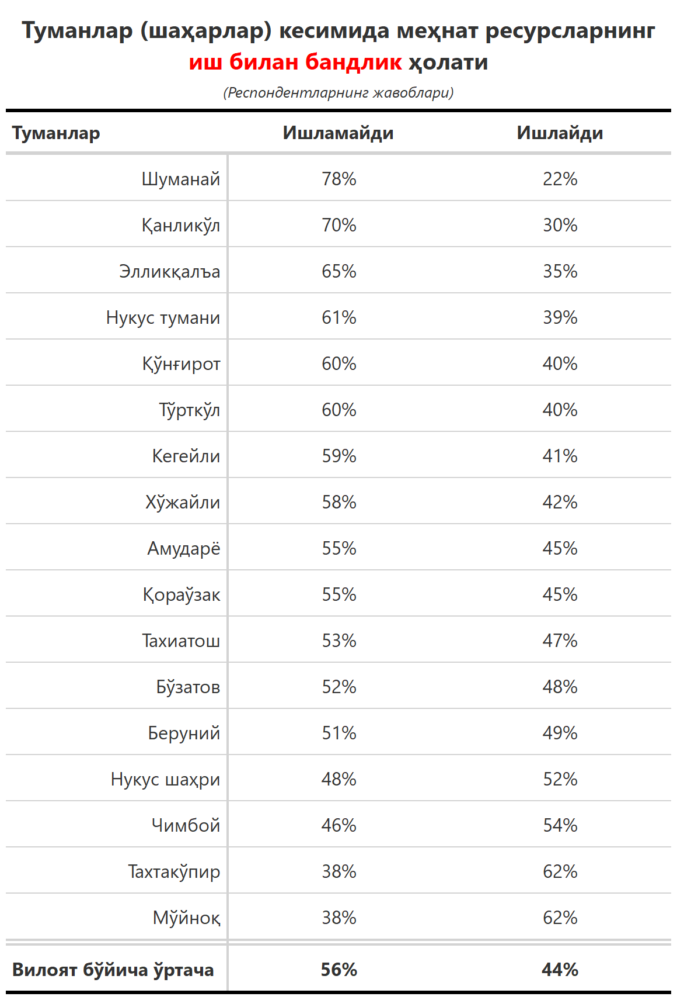 Туманлар (шаҳарлар) кесимида меҳнат ресурсларнинг
иш билан бандлик ҳолати
(Респондентларнинг жавоблари)
Туманлар Ишламайди Ишлайди
Шуманай 78% 22%
Қанликўл 70% 30%
Элликқалъа 65% 35%
Нукус тумани 61% 39%
Қўнғирот 60% 40%
Тўрткўл 60% 40%
Кегейли 59% 41%
Хўжайли 58% 42%
Амударё 55% 45%
Қораўзак 55% 45%
Тахиатош 53% 47%
Бўзатов 52% 48%
Беруний 51% 49%
Нукус шаҳри 48% 52%
Чимбой 46% 54%
Тахтакўпир 38% 62%
Мўйноқ 38% 62%
Вилоят бўйича ўртача 56% 44%